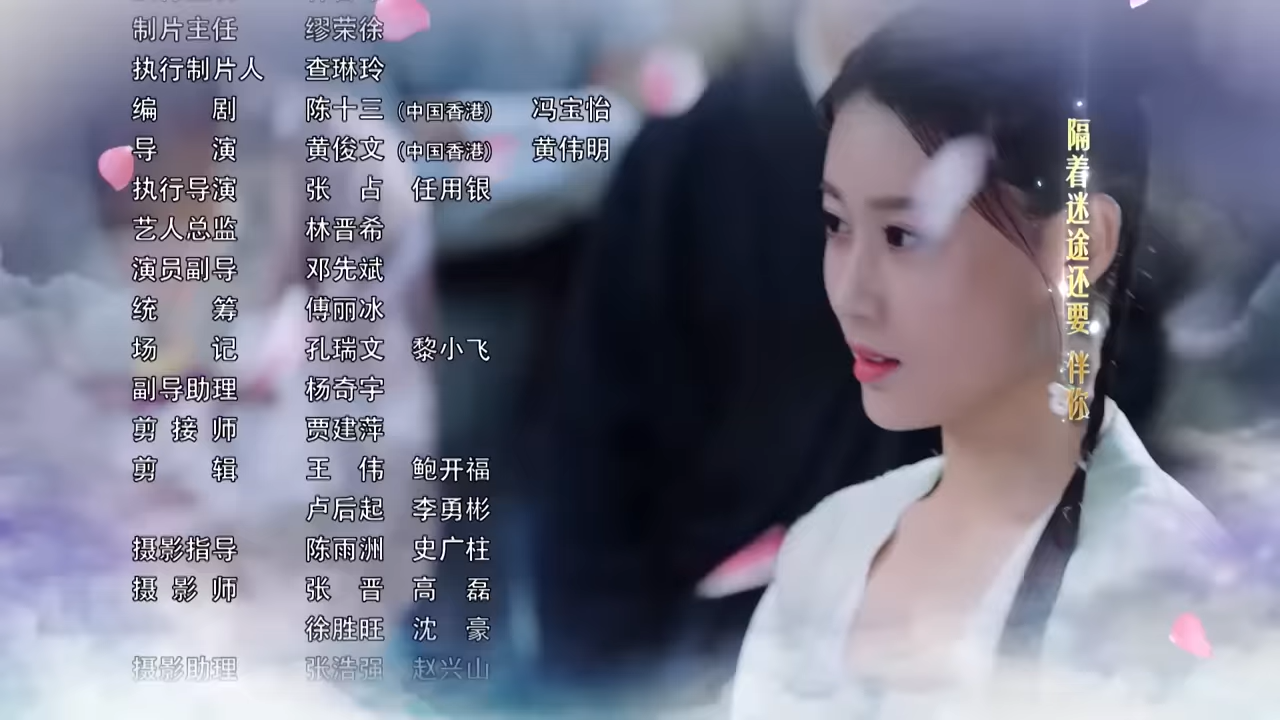 制片主任 缪荣徐
执行制片人 查琳玲
编 剧 陈十三（中国香港） 冯宝怡
导 演 黄俊文（中国香港） 黄伟明
执行导演 张 占 任用银
艺人总监 林晋希
演员副导 邓先斌
统 筹 傅丽冰
场 记 孔瑞文 黎小飞
副导助理 杨奇宇
剪 接 师 贾建萍
剪 辑 王 伟 鲍开福
卢后起 李勇彬
摄影指导 陈雨洲 史广柱
摄 影 师 张 晋 高 磊
徐胜旺 沈 豪
摄影助理 张浩强 赵兴山
隔着迷途还要 伴你